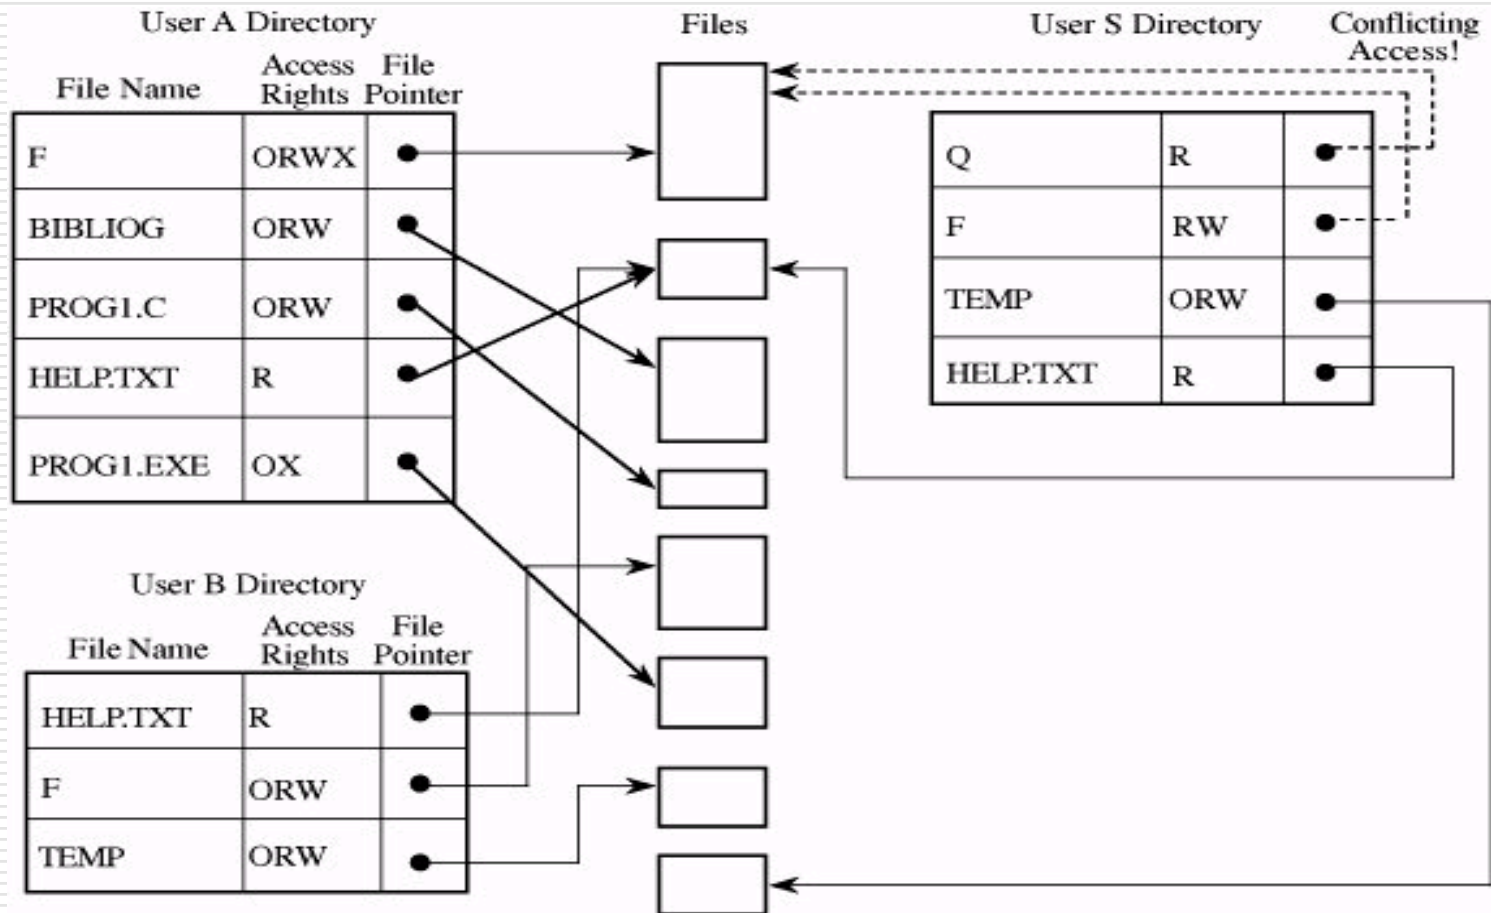 User A Directory
File Name
Access Rights
File Pointer
F ORWX
BIBLIOG ORW
PROG1.C ORW
HELP.TXT R
PROG1.EXE OX
User B Directory
File Name
Access Rights
File Pointer
HELP.TXT R
F ORW
TEMP ORW
Files
User S Directory
Conflicting
Access!
Q R
F RW
TEMP ORW
HELP.TXT R